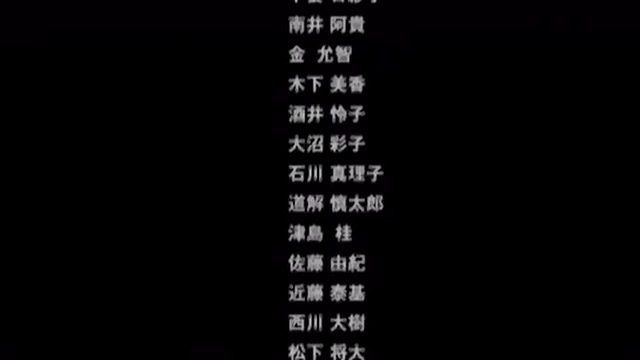 南井 阿貴
金 允智
木下 美香
酒井 怜子
大沼 彩子
石川 真理子
道解 慎太郎
津島 桂
佐藤 由紀
近藤 泰基
西川 大樹
松下 将大